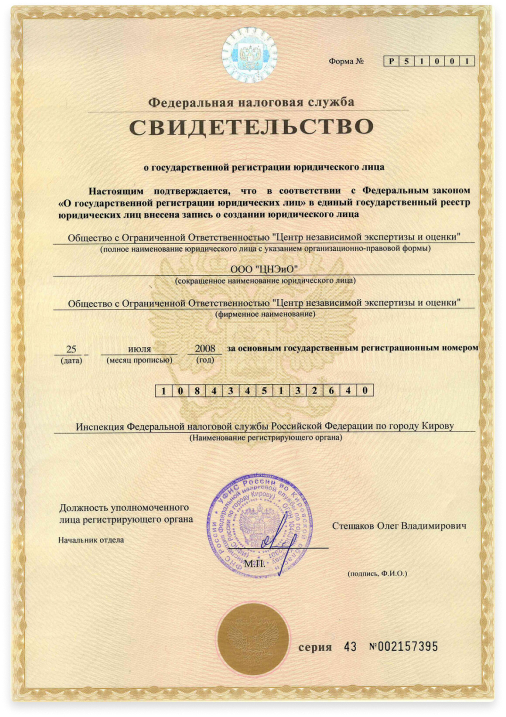 Форма № Р 5 1 0 0 1
Федеральная налоговая служба
СВИДЕТЕЛЬСТВО
о государственной регистрации юридического лица
Настоящим подтверждается, что в соответствии с Федеральным законом
«О государственной регистрации юридических лиц» в единый государственный реестр
юридических лиц внесена запись о создании юридического лица
Общество с Ограниченной Ответственностью "Центр независимой экспертизы и оценки"
(полное наименование юридического лица с указанием организационно-правовой формы)
ООО "ЦНЭиО"
(сокращенное наименование юридического лица)
Общество с Ограниченной Ответственностью "Центр независимой экспертизы и оценки"
(фирменное наименование)
25 июля 2008 за основным государственным регистрационным номером
(дата) (месяц прописью) (год)
1 0 8 4 3 4 5 1 3 2 6 4 0
Инспекция Федеральной налоговой службы Российской Федерации по городу Кирову
(Наименование регистрирующего органа)
Должность уполномоченного
лица регистрирующего органа
Стешаков Олег Владимирович
Начальник отдела
М.П.
(подпись, Ф.И.О.)
серия 43 №002157395